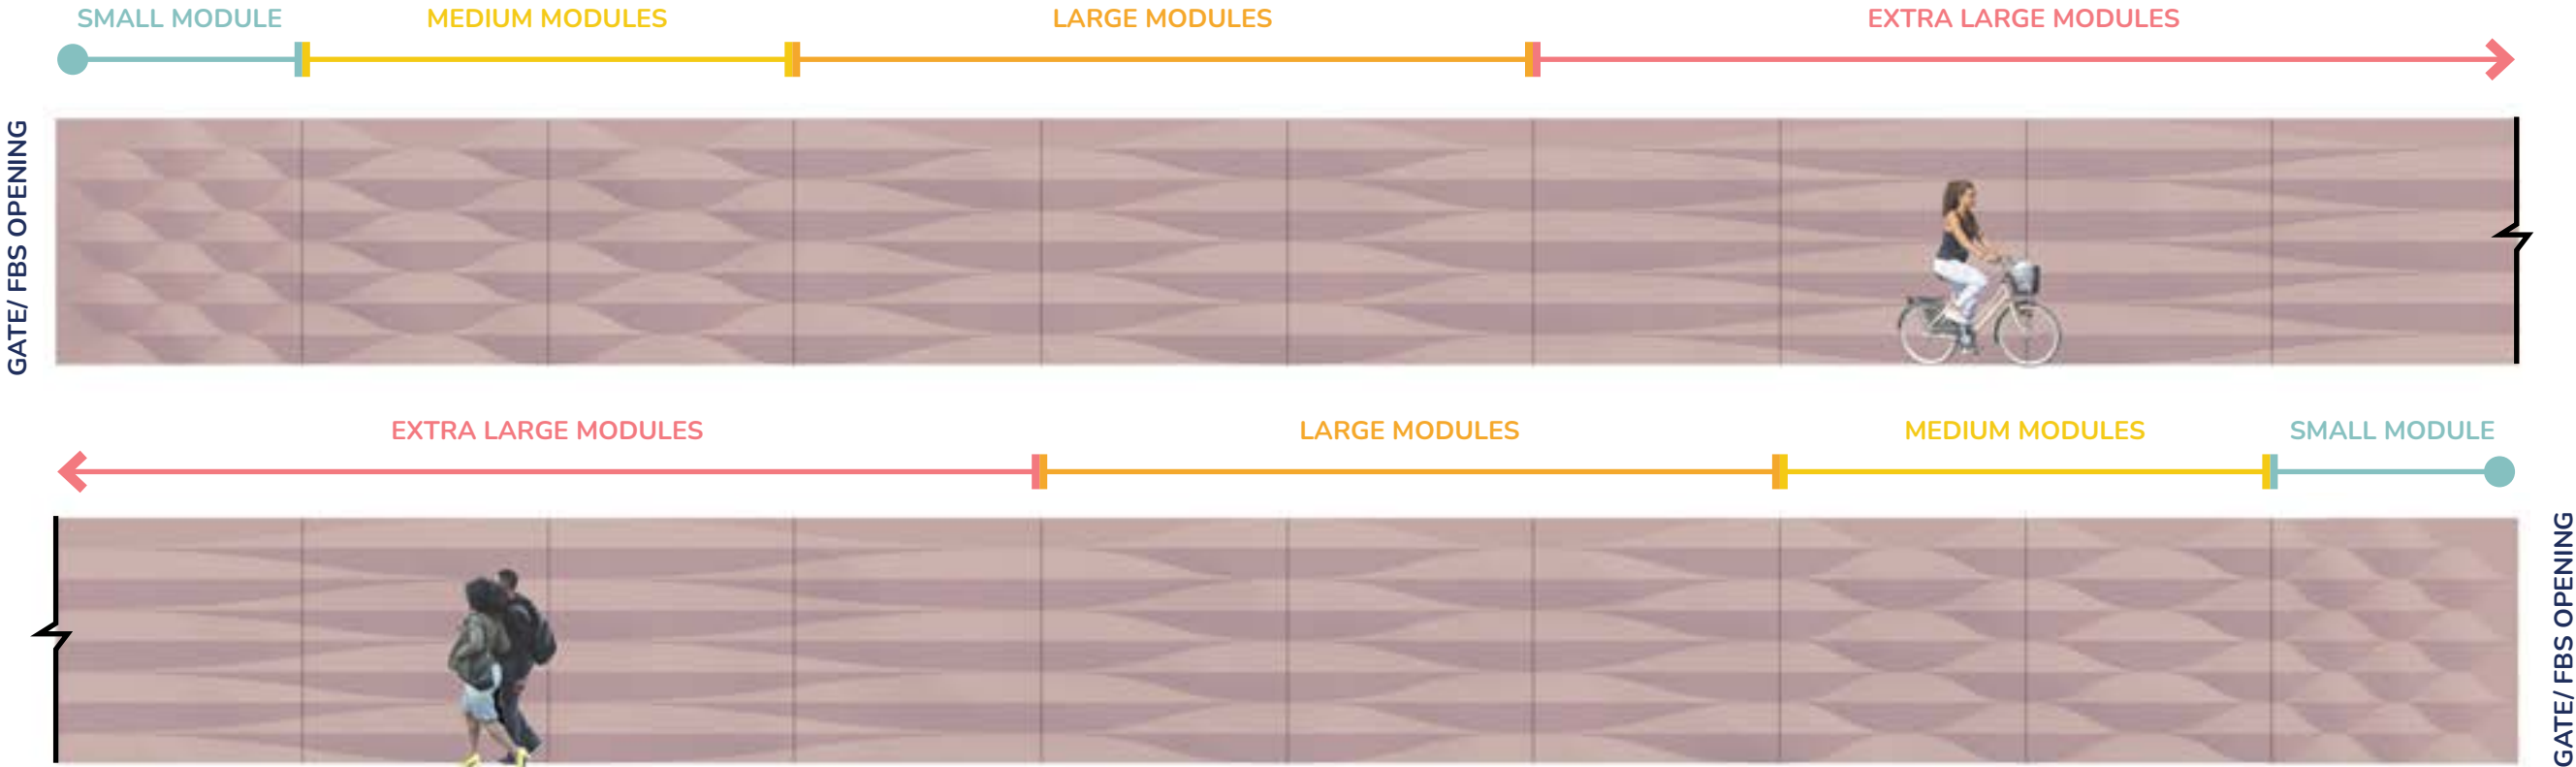 SMALL MODULE
MEDIUM MODULES
LARGE MODULES
EXTRA LARGE MODULES
GATE/ FBS OPENING
EXTRA LARGE MODULES
LARGE MODULES
MEDIUM MODULES
SMALL MODULE
GATE/ FBS OPENING